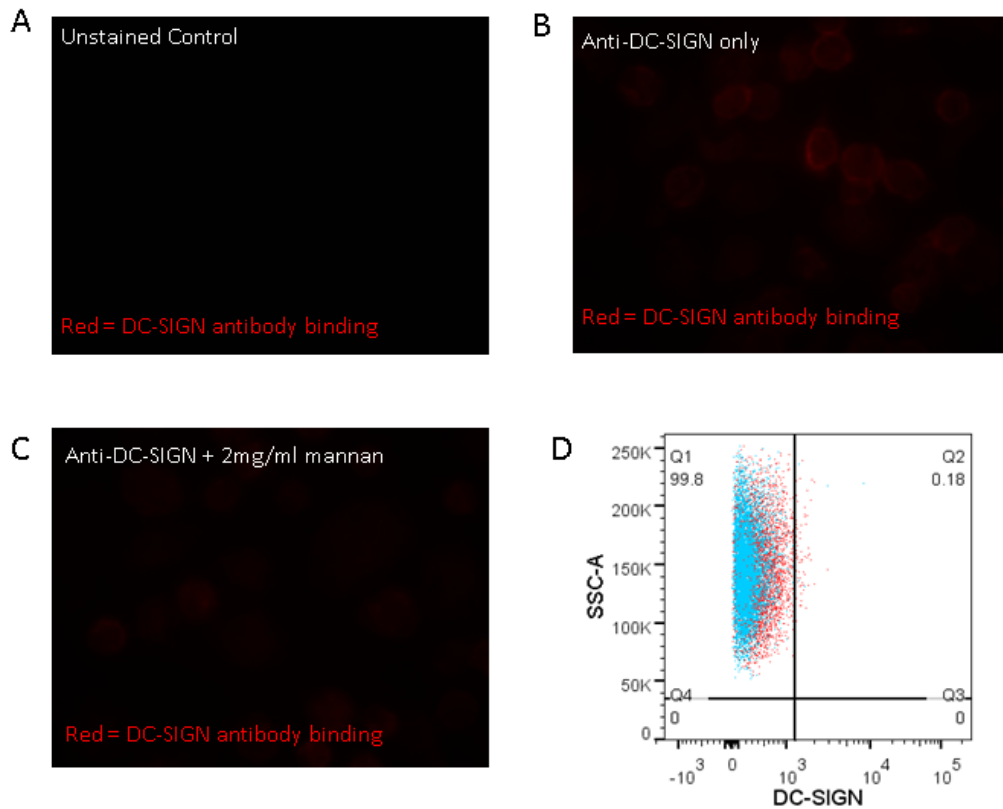 A
Unstained Control
Red = DC-SIGN antibody binding
B
Anti-DC-SIGN only
Red = DC-SIGN antibody binding
C
Anti-DC-SIGN + 2mg/ml mannan
Red = DC-SIGN antibody binding
D
250K
200K
150K
100K
50K
0
SSC-A
Q1
99.8
Q2
0.18
Q4
0
Q3
0
-10³
0
10³
10⁴
10⁵
DC-SIGN